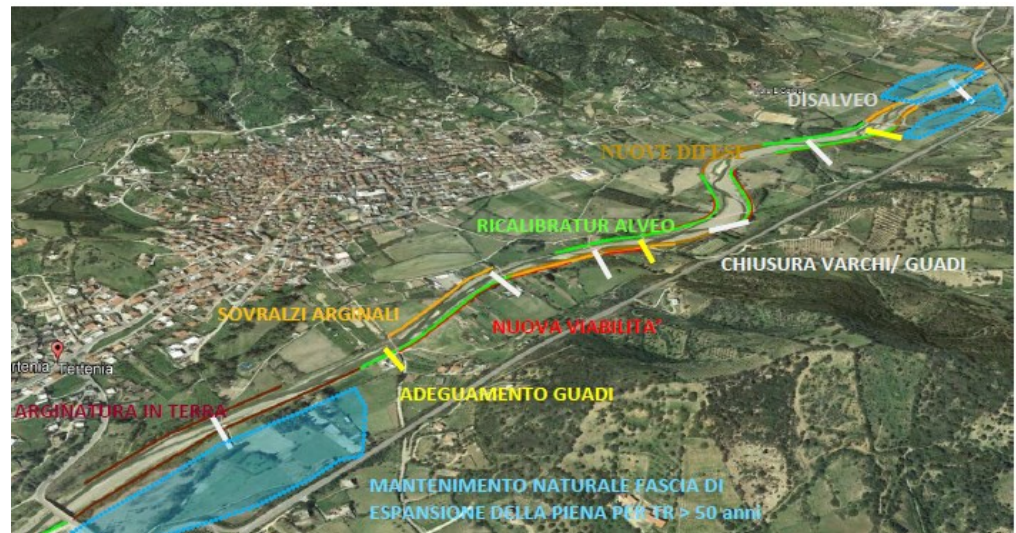 DISALVEO
NUOVE DIFESE
RICALIBRATUR ALVEO
CHIUSURA VARCHI/ GUADI
SOVRALZI ARGINALI
NUOVA VIABILITA'
rtenia Tertenia
ADEGUAMENTO GUADI
ARGINATURA IN TERRA
MANTENIMENTO NATURALE FASCIA DI
ESPANSIONE DELLA PIENA PER TR > 50 anni